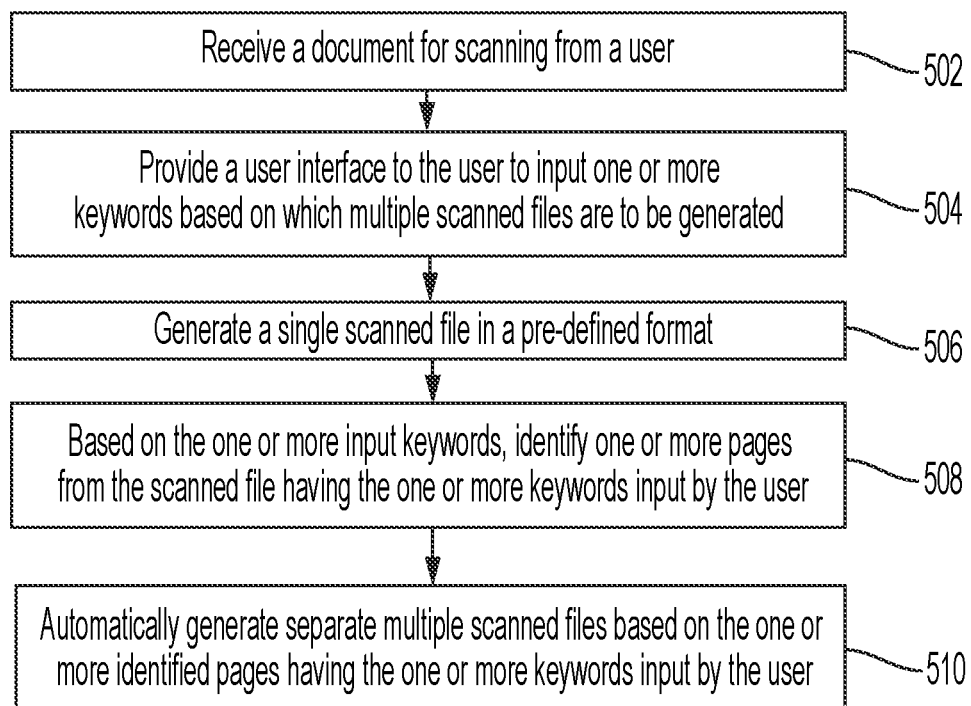 Receive a document for scanning from a user
502
Provide a user interface to the user to input one or more
keywords based on which multiple scanned files are to be generated
504
Generate a single scanned file in a pre-defined format
506
Based on the one or more input keywords, identify one or more pages
from the scanned file having the one or more keywords input by the user
508
Automatically generate separate multiple scanned files based on the one or
more identified pages having the one or more keywords input by the user
510